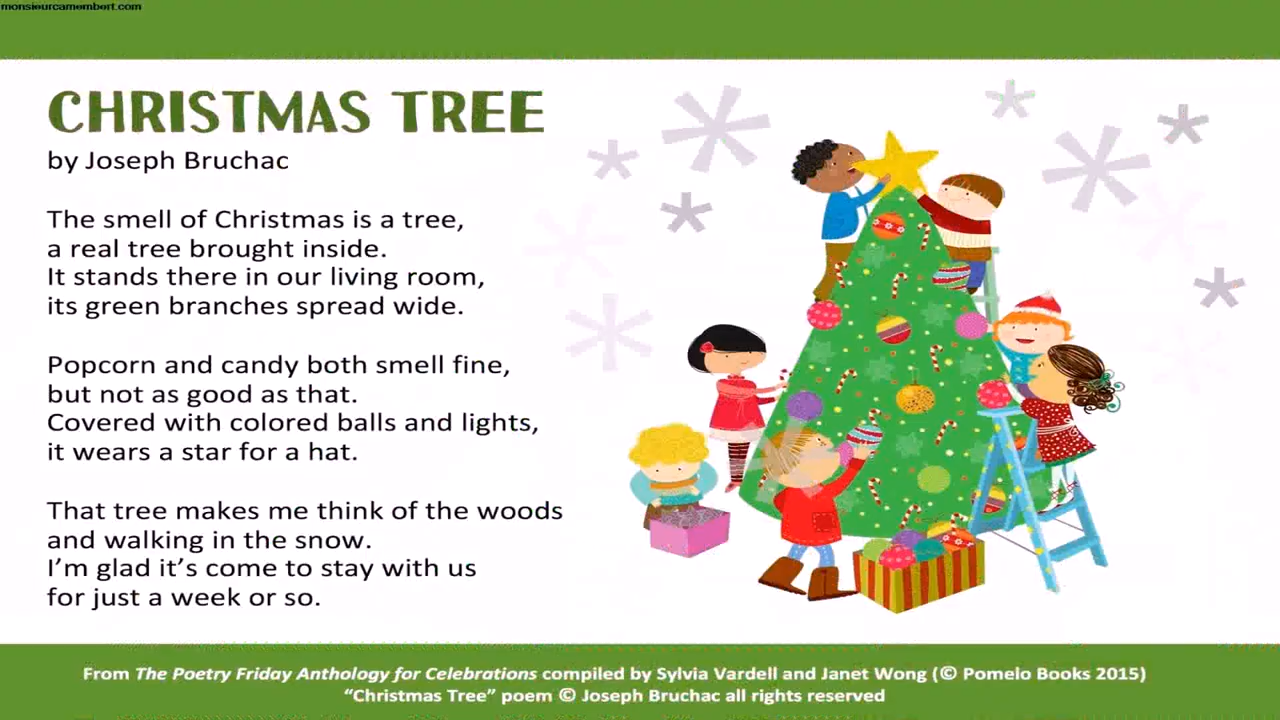 monsieurcamembert.com
CHRISTMAS TREE
by Joseph Bruchac
The smell of Christmas is a tree,
a real tree brought inside.
It stands there in our living room,
its green branches spread wide.
Popcorn and candy both smell fine,
but not as good as that.
Covered with colored balls and lights,
it wears a star for a hat.
That tree makes me think of the woods
and walking in the snow.
I’m glad it’s come to stay with us
for just a week or so.
From The Poetry Friday Anthology for Celebrations compiled by Sylvia Vardell and Janet Wong (© Pomelo Books 2015)
“Christmas Tree” poem © Joseph Bruchac all rights reserved